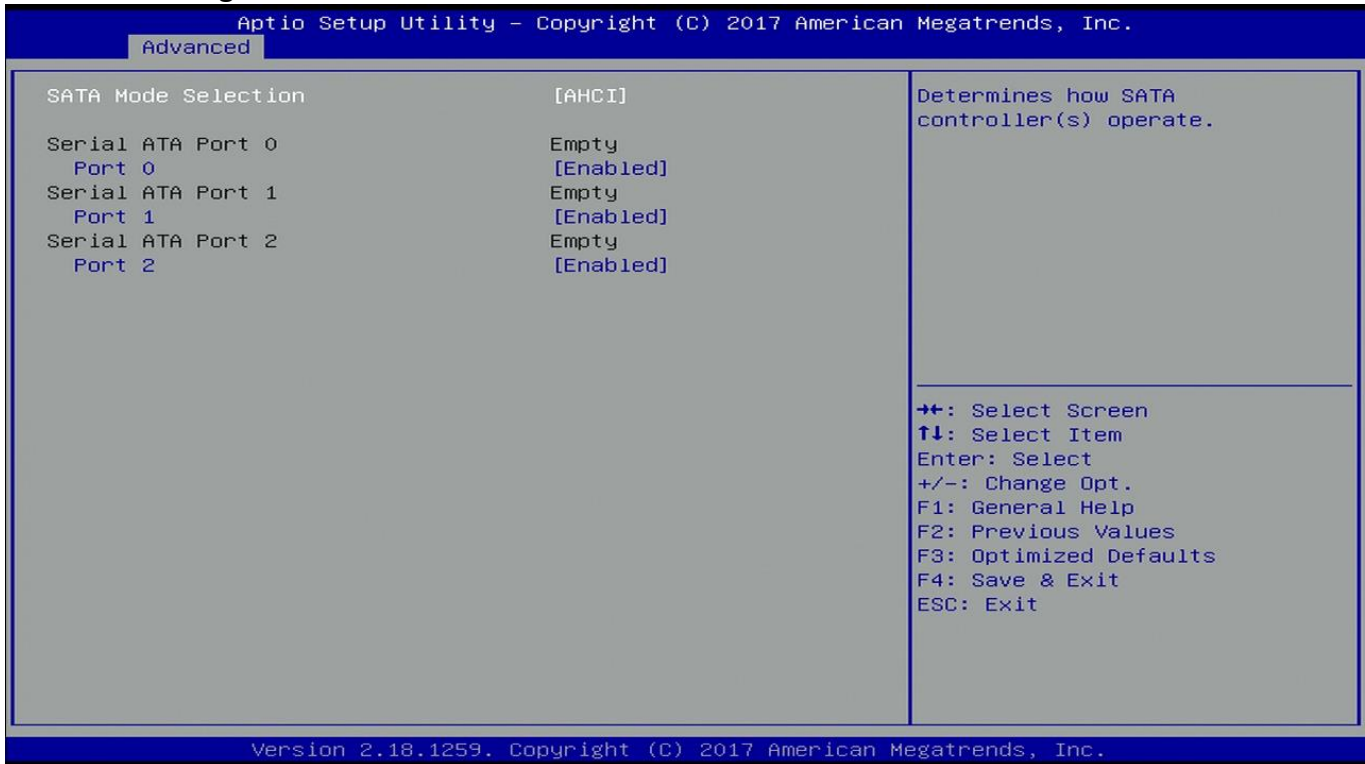 Aptio Setup Utility – Copyright (C) 2017 American Megatrends, Inc.
Advanced
SATA Mode Selection [AHCI]
Serial ATA Port 0 Empty
Port 0 [Enabled]
Serial ATA Port 1 Empty
Port 1 [Enabled]
Serial ATA Port 2 Empty
Port 2 [Enabled]
Determines how SATA
controller(s) operate.
→←: Select Screen
↑↓: Select Item
Enter: Select
+/-: Change Opt.
F1: General Help
F2: Previous Values
F3: Optimized Defaults
F4: Save & Exit
ESC: Exit
Version 2.18.1259. Copyright (C) 2017 American Megatrends, Inc.